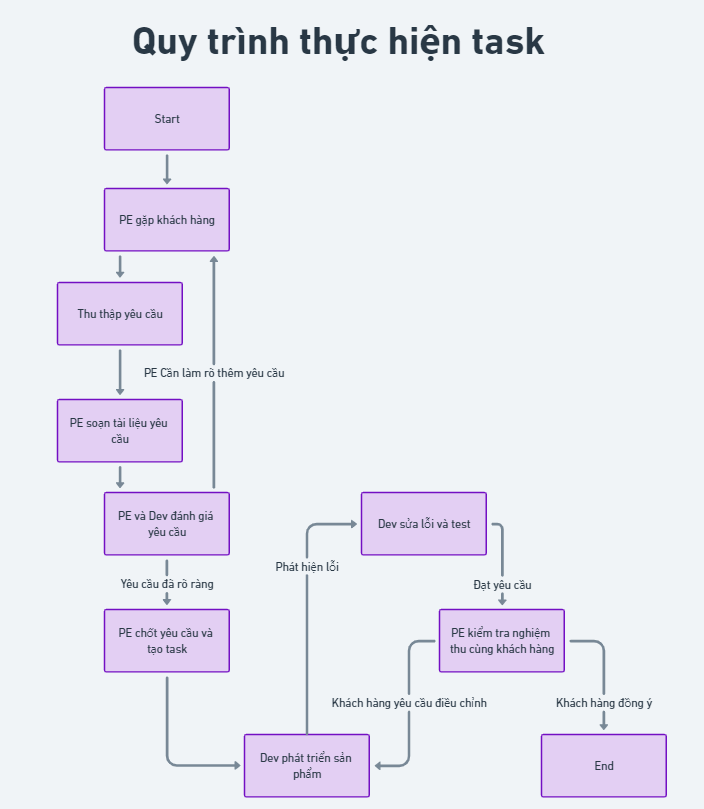 Quy trình thực hiện task
Start
PE gặp khách hàng
Thu thập yêu cầu
PE Cần làm rõ thêm yêu cầu
PE soạn tài liệu yêu
cầu
PE và Dev đánh giá
yêu cầu
Dev sửa lỗi và test
Phát hiện lỗi
Yêu cầu đã rõ ràng
Đạt yêu cầu
PE chốt yêu cầu và
tạo task
PE kiểm tra nghiệm
thu cùng khách hàng
Khách hàng yêu cầu điều chỉnh
Khách hàng đồng ý
Dev phát triển sản
phẩm
End